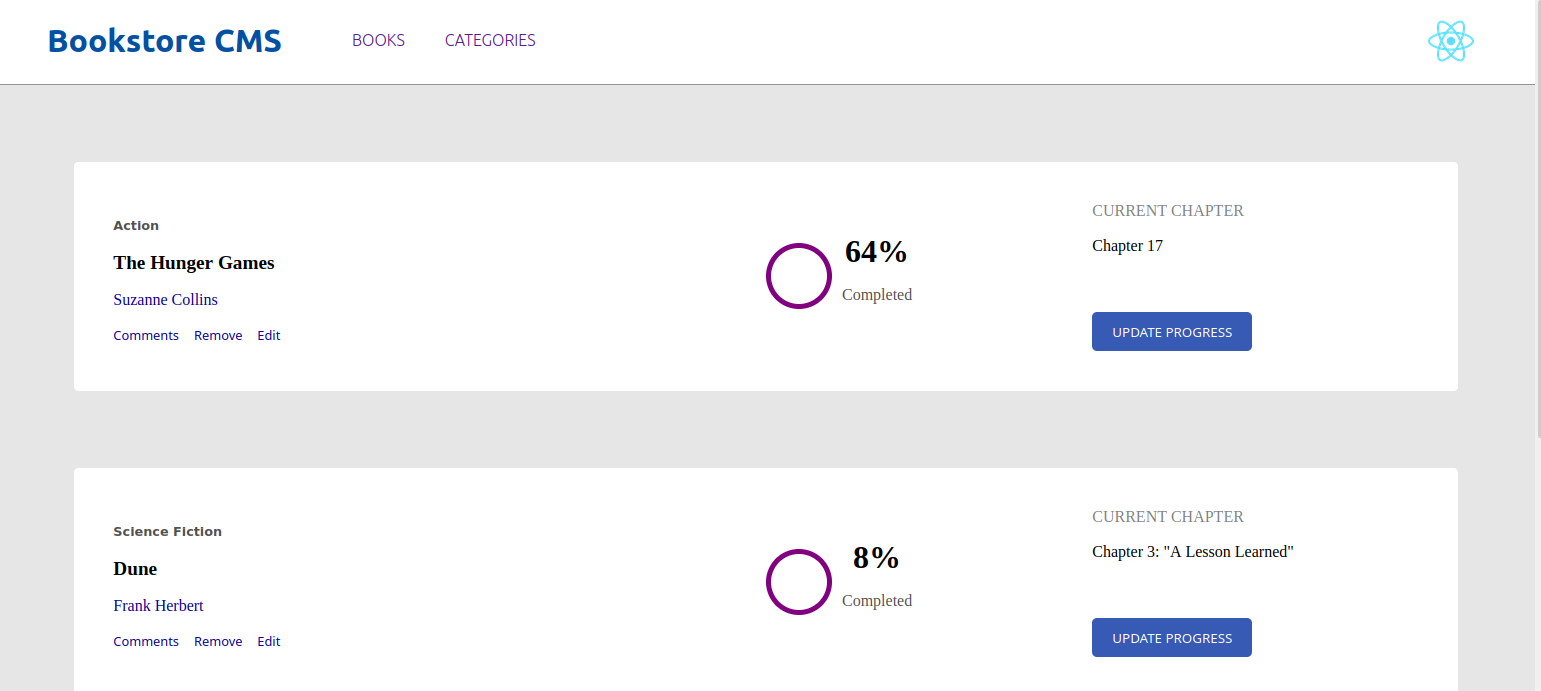 Bookstore CMS
BOOKS
CATEGORIES
Action
The Hunger Games
Suzanne Collins
Comments Remove Edit
64%
Completed
CURRENT CHAPTER
Chapter 17
UPDATE PROGRESS
Science Fiction
Dune
Frank Herbert
Comments Remove Edit
8%
Completed
CURRENT CHAPTER
Chapter 3: "A Lesson Learned"
UPDATE PROGRESS